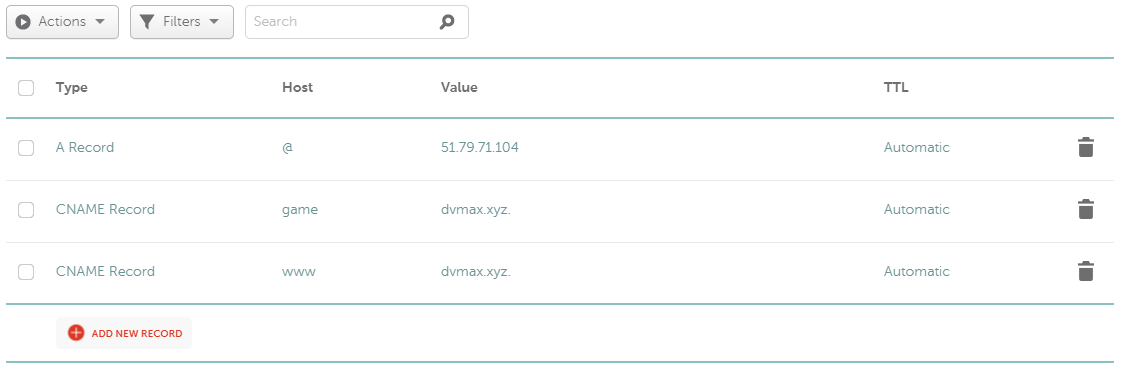 Actions Filters Search
Type Host Value TTL
A Record @ 51.79.71.104 Automatic
CNAME Record game dvmax.xyz. Automatic
CNAME Record www dvmax.xyz. Automatic
ADD NEW RECORD